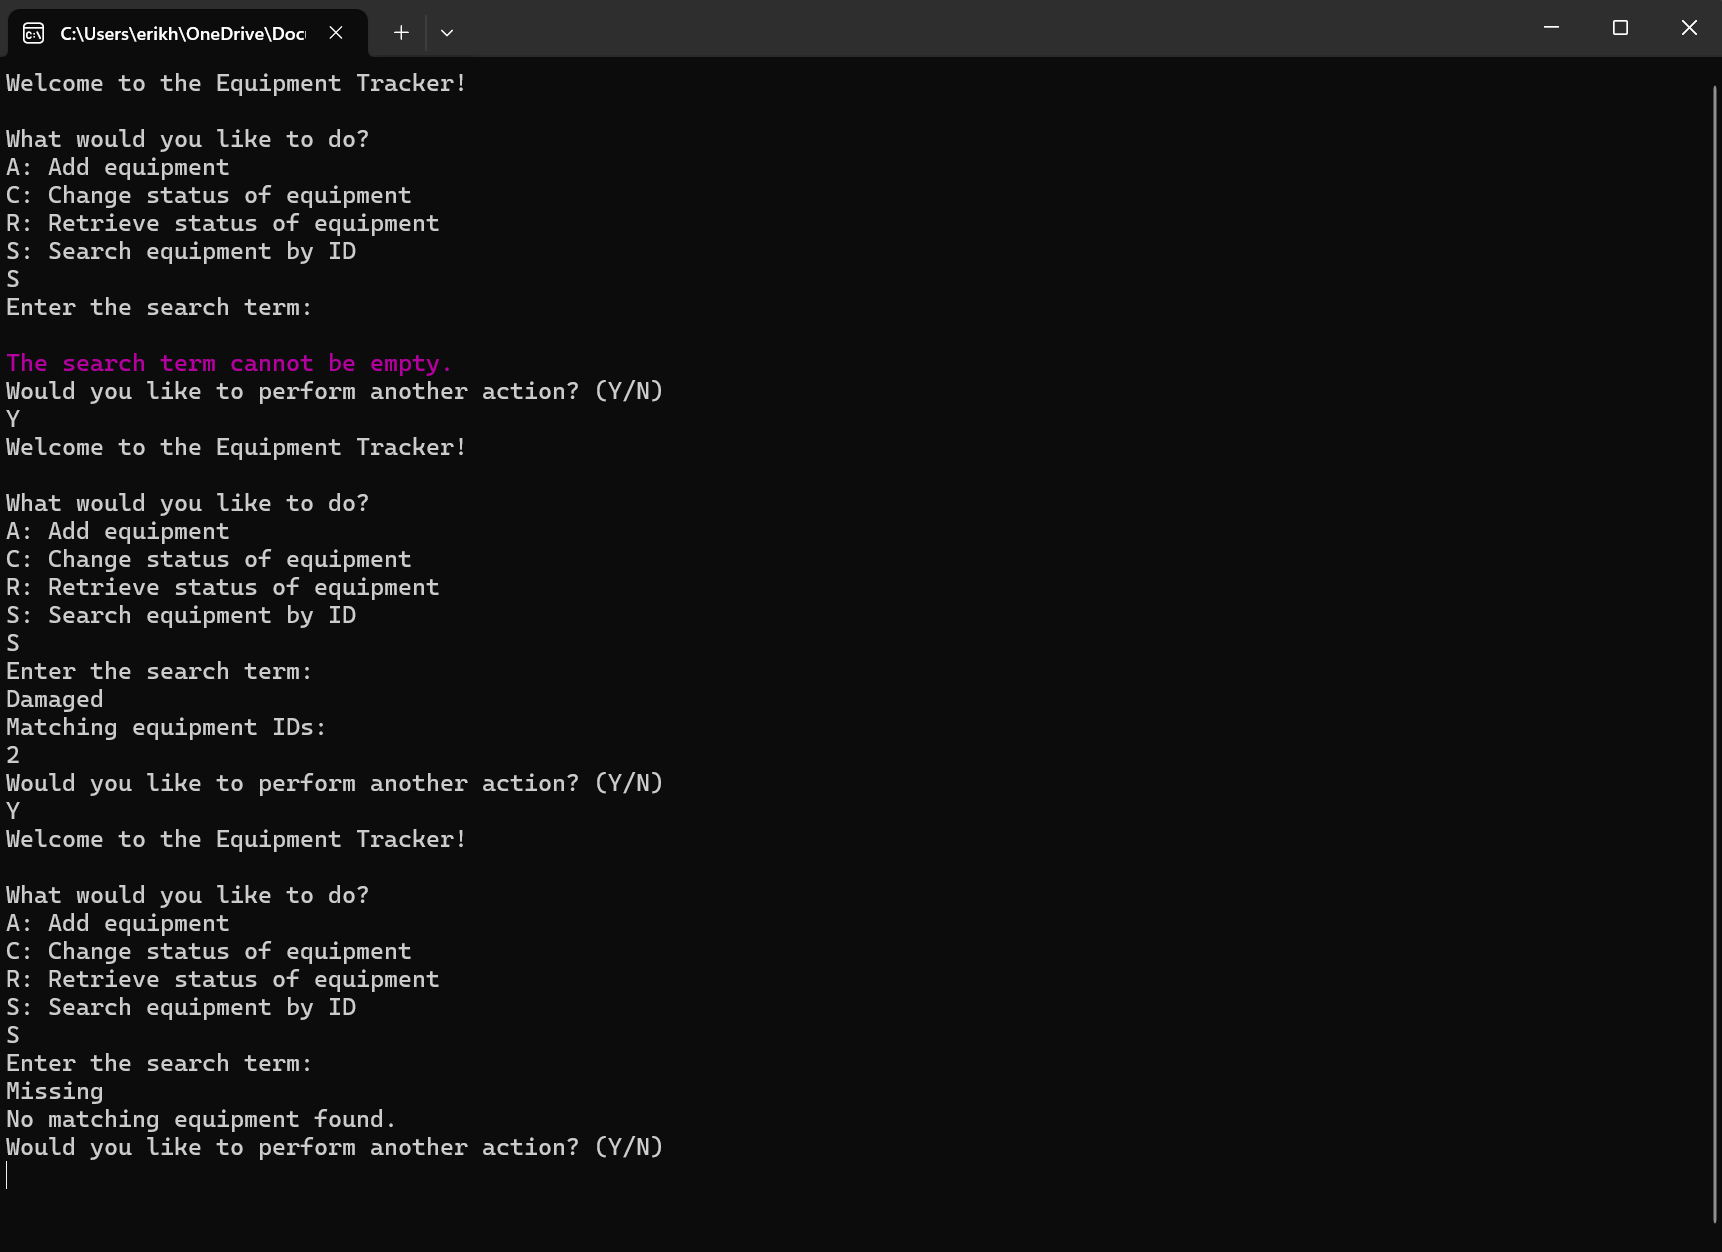 C:\Users\erikh\OneDrive\Doc
Welcome to the Equipment Tracker!
What would you like to do?
A: Add equipment
C: Change status of equipment
R: Retrieve status of equipment
S: Search equipment by ID
S
Enter the search term:
The search term cannot be empty.
Would you like to perform another action? (Y/N)
Y
Welcome to the Equipment Tracker!
What would you like to do?
A: Add equipment
C: Change status of equipment
R: Retrieve status of equipment
S: Search equipment by ID
S
Enter the search term:
Damaged
Matching equipment IDs:
2
Would you like to perform another action? (Y/N)
Y
Welcome to the Equipment Tracker!
What would you like to do?
A: Add equipment
C: Change status of equipment
R: Retrieve status of equipment
S: Search equipment by ID
S
Enter the search term:
Missing
No matching equipment found.
Would you like to perform another action? (Y/N)